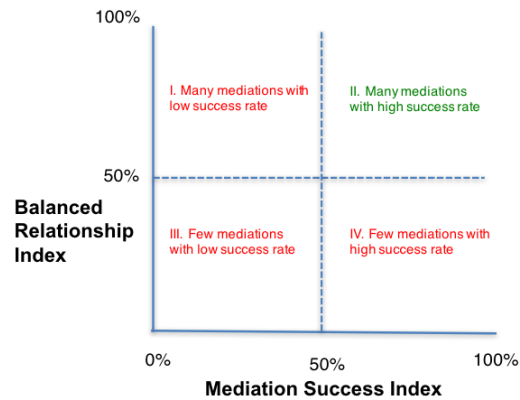 100%
I. Many mediations with
low success rate
II. Many mediations
with high success rate
50%
Balanced
Relationship
Index
III. Few mediations
with low success rate
IV. Few mediations with
high success rate
0%
50%
100%
Mediation Success Index